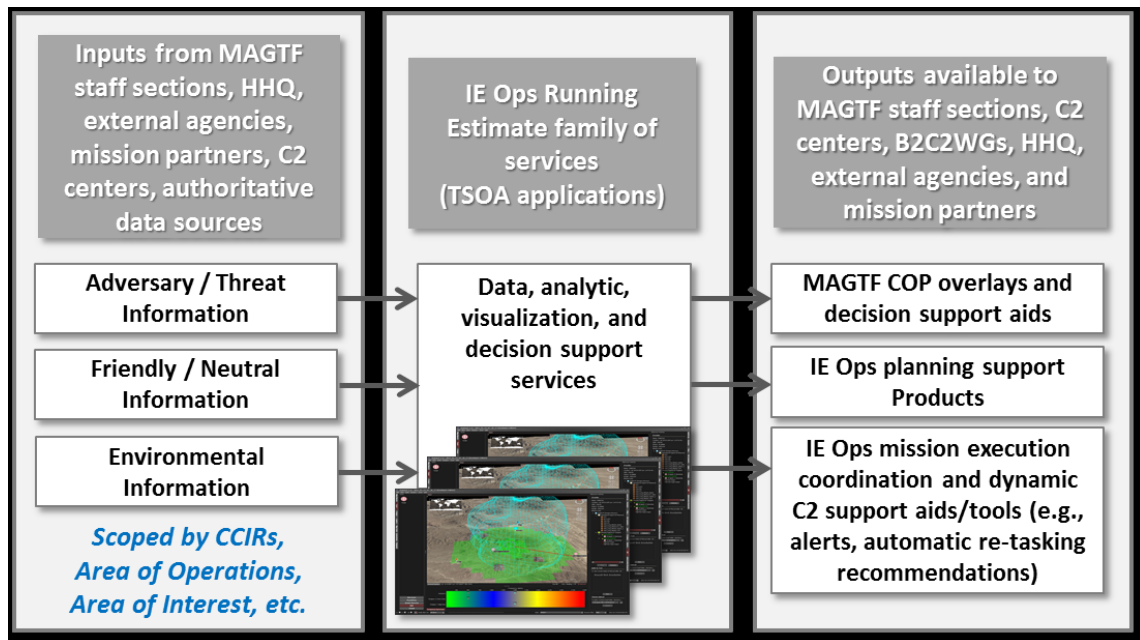 Inputs from MAGTF
staff sections, HHQ,
external agencies,
mission partners, C2
centers, authoritative
data sources
Adversary / Threat
Information
Friendly / Neutral
Information
Environmental
Information
Scoped by CCIRs,
Area of Operations,
Area of Interest, etc.
IE Ops Running
Estimate family of
services
(TSOA applications)
Data, analytic,
visualization, and
decision support
services
Outputs available to
MAGTF staff sections, C2
centers, B2C2WGs, HHQ,
external agencies, and
mission partners
MAGTF COP overlays and
decision support aids
IE Ops planning support
Products
IE Ops mission execution
coordination and dynamic
C2 support aids/tools (e.g.,
alerts, automatic re-tasking
recommendations)